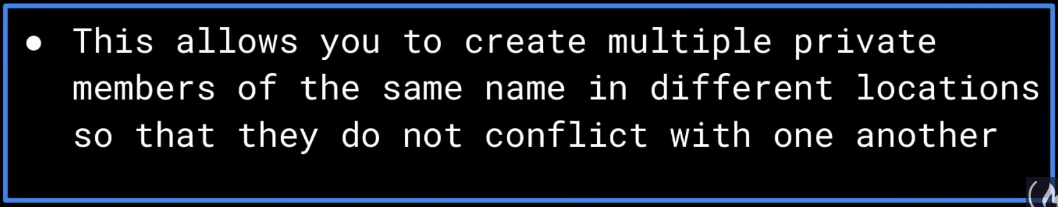 ● This allows you to create multiple private
members of the same name in different locations
so that they do not conflict with one another